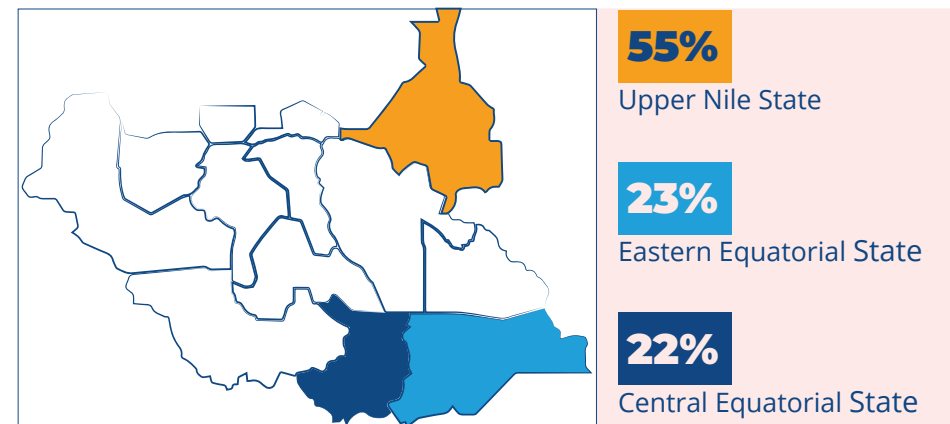 55%
Upper Nile State
23%
Eastern Equatorial State
22%
Central Equatorial State